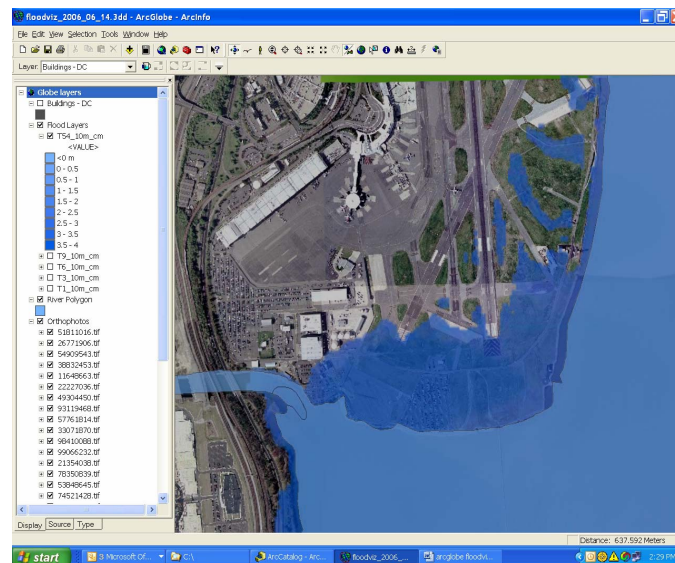 floodviz_2006_06_14.3dd - ArcGlobe - ArcInfo
File Edit View Selection Tools Window Help
Layer: Buildings - DC
Globe layers
Buildings - DC
Flood Layers
T54_10m_cm
<VALUE>
<0 m
0 - 0.5
0.5 - 1
1 - 1.5
1.5 - 2
2 - 2.5
2.5 - 3
3 - 3.5
3.5 - 4
T9_10m_cm
T6_10m_cm
T3_10m_cm
T1_10m_cm
River Polygon
Orthophotos
51811016.tif
26771906.tif
54909543.tif
38832453.tif
11648663.tif
22227036.tif
49304450.tif
93119468.tif
57761814.tif
33071870.tif
98410088.tif
99066232.tif
21354038.tif
78350839.tif
53848645.tif
74521428.tif
Display Source Type
Distance: 637.592 Meters
start 3 Microsoft Of... C:\ ArcCatalog - Arc... floodviz_2006_... arcglobe floodvi... 2:29 PM